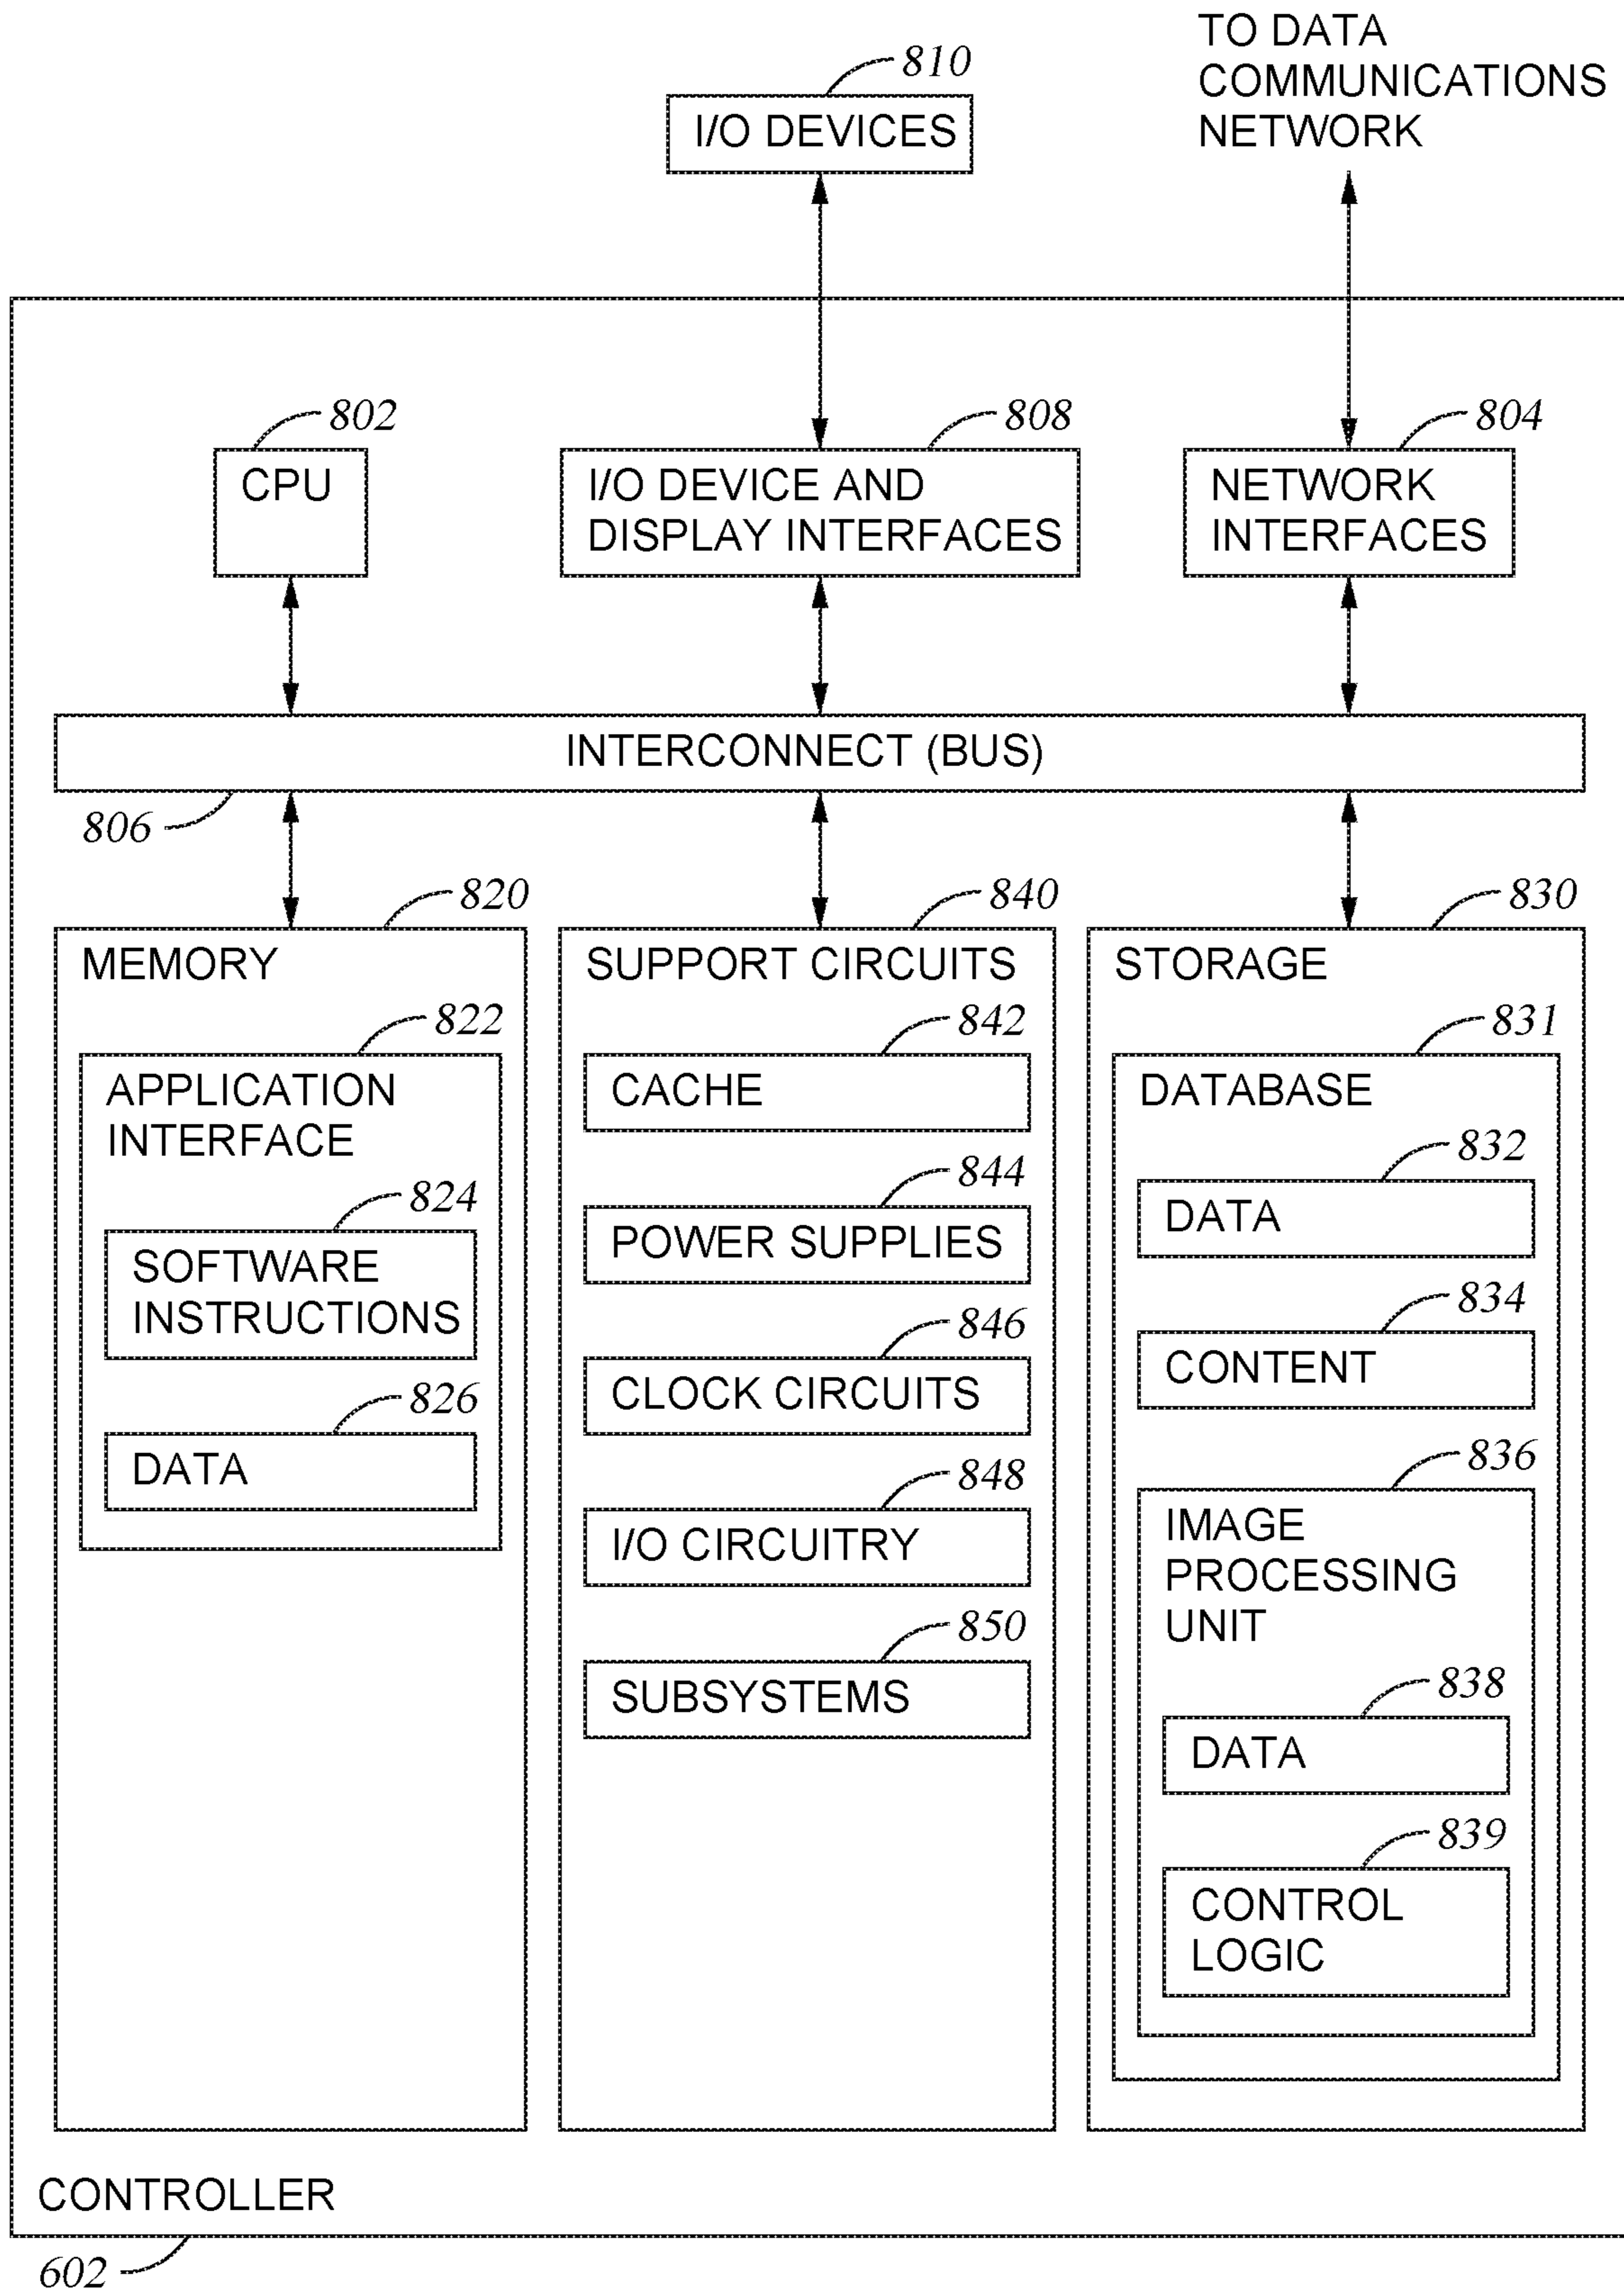 TO DATA
COMMUNICATIONS
NETWORK
810
I/O DEVICES
802
CPU
808
I/O DEVICE AND
DISPLAY INTERFACES
804
NETWORK
INTERFACES
INTERCONNECT (BUS)
806
820
MEMORY
822
APPLICATION
INTERFACE
824
SOFTWARE
INSTRUCTIONS
826
DATA
840
SUPPORT CIRCUITS
842
CACHE
844
POWER SUPPLIES
846
CLOCK CIRCUITS
848
I/O CIRCUITRY
850
SUBSYSTEMS
830
STORAGE
831
DATABASE
832
DATA
834
CONTENT
836
IMAGE
PROCESSING
UNIT
838
DATA
839
CONTROL
LOGIC
CONTROLLER
602